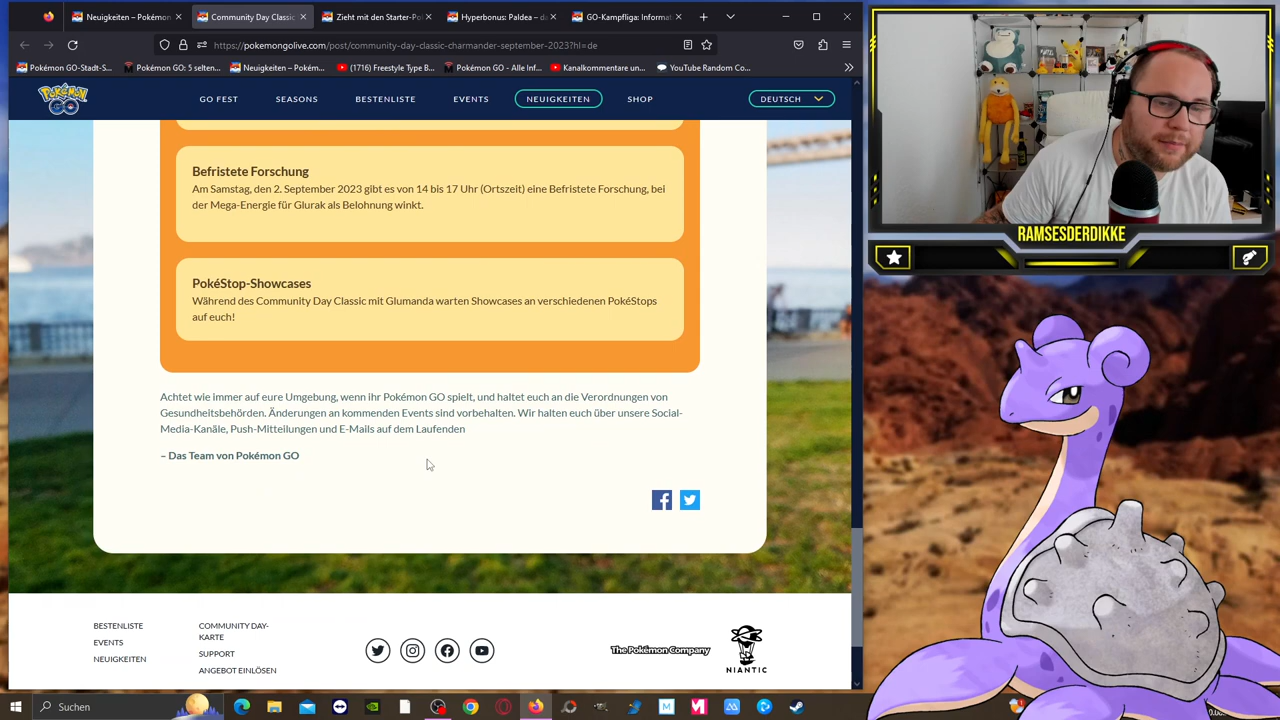 Neuigkeiten – Pokémon
Community Day Classic
Zieht mit den Starter-Po
Hyperbonus: Paldea – d
GO-Kampfliga: Informat
https://pokemongolive.com/post/community-day-classic-charmander-september-2023?hl=de
Pokémon GO-Stadt-S...
Pokémon GO: 5 selten...
Neuigkeiten – Pokém...
(1719) Freestyle Type B...
Pokémon GO - Alle Inf...
Kanalkommentare un...
YouTube Random Co...
Pokémon GO
GO FEST
SEASONS
BESTENLISTE
EVENTS
NEUIGKEITEN
SHOP
DEUTSCH
Befristete Forschung
Am Samstag, den 2. September 2023 gibt es von 14 bis 17 Uhr (Ortszeit) eine Befristete Forschung, bei
der Mega-Energie für Glurak als Belohnung winkt.
PokéStop-Showcases
Während des Community Day Classic mit Glumanda warten Showcases an verschiedenen PokéStops
auf euch!
Achtet wie immer auf eure Umgebung, wenn ihr Pokémon GO spielt, und haltet euch an die Verordnungen von
Gesundheitsbehörden. Änderungen an kommenden Events sind vorbehalten. Wir halten euch über unsere Social-
Media-Kanäle, Push-Mitteilungen und E-Mails auf dem Laufenden
– Das Team von Pokémon GO
BESTENLISTE
EVENTS
NEUIGKEITEN
COMMUNITY DAY-
KARTE
SUPPORT
ANGEBOT EINLÖSEN
The Pokémon Company
NIANTIC
Suchen
RAMSESDERDIKKE